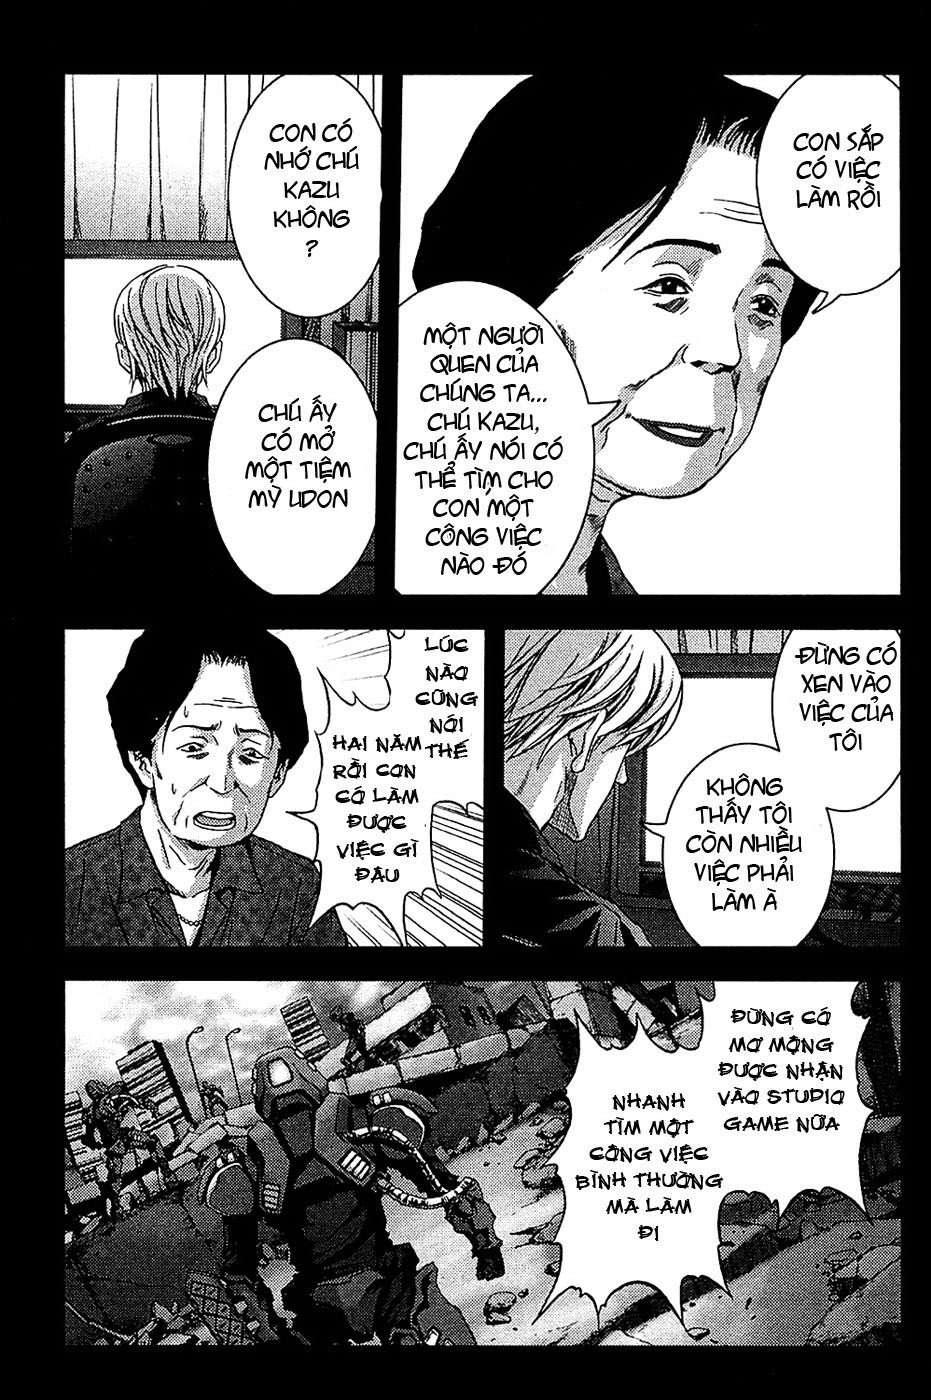 CON SẮP
CÓ VIỆC
LÀM RỒI
MỘT NGƯỜI
QUEN CỦA
CHÚNG TA...
CHÚ KAZU,
CHÚ ẤY NÓI CÓ
THỂ TÌM CHO
CON MỘT
CÔNG VIỆC
NÀO ĐÓ
CON CÓ
NHỚ CHÚ
KAZU
KHÔNG
?
CHÚ ẤY
CÓ MỞ
MỘT TIỆM
MỲ UDON
ĐỪNG CÓ
XEN VÀO
VIỆC CỦA
TÔI
KHÔNG
THẤY TÔI
CÒN NHIỀU
VIỆC PHẢI
LÀM À
LÚC
NÀO
CŨNG
NÓI
THẾ
HAI NĂM
RỒI CON
CÓ LÀM
ĐƯỢC
VIỆC GÌ
ĐÂU
ĐỪNG CÓ
MƠ MỘNG
ĐƯỢC NHẬN
VÀO STUDIO
GAME NỮA
NHANH
TÌM MỘT
CÔNG VIỆC
BÌNH THƯỜNG
MÀ LÀM
ĐI